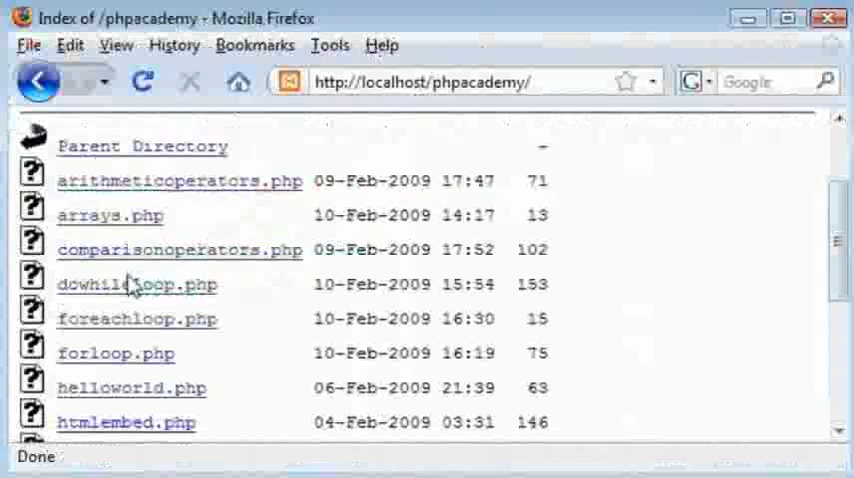 Index of /phpacademy - Mozilla Firefox
File Edit View History Bookmarks Tools Help
http://localhost/phpacademy/ G Google
Parent Directory -
? arithmeticoperators.php 09-Feb-2009 17:47 71
? arrays.php 10-Feb-2009 14:17 13
? comparisonoperators.php 09-Feb-2009 17:52 102
? dowhileloop.php 10-Feb-2009 15:54 153
? foreachloop.php 10-Feb-2009 16:30 15
? forloop.php 10-Feb-2009 16:19 75
? helloworld.php 06-Feb-2009 21:39 63
? htmlembed.php 04-Feb-2009 03:31 146
Done